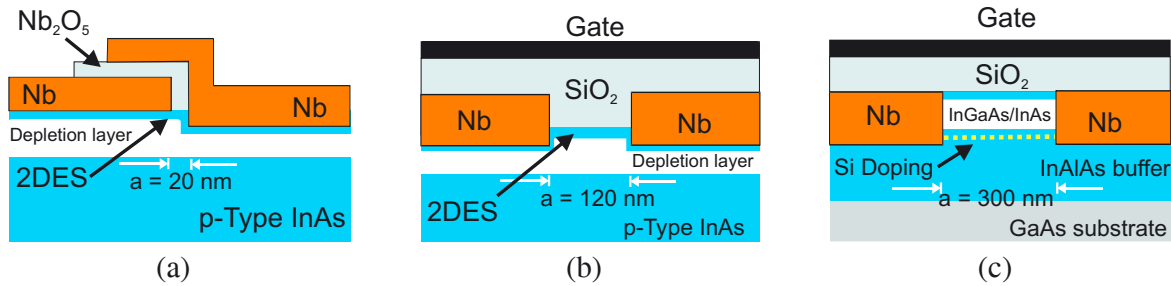 Nb₂O₅
Nb
Nb
Depletion layer
2DES
a = 20 nm
p-Type InAs
(a)
Gate
SiO₂
Nb
Nb
Depletion layer
2DES
a = 120 nm
p-Type InAs
(b)
Gate
SiO₂
Nb
InGaAs/InAs
Nb
Si Doping
InAlAs buffer
a = 300 nm
GaAs substrate
(c)